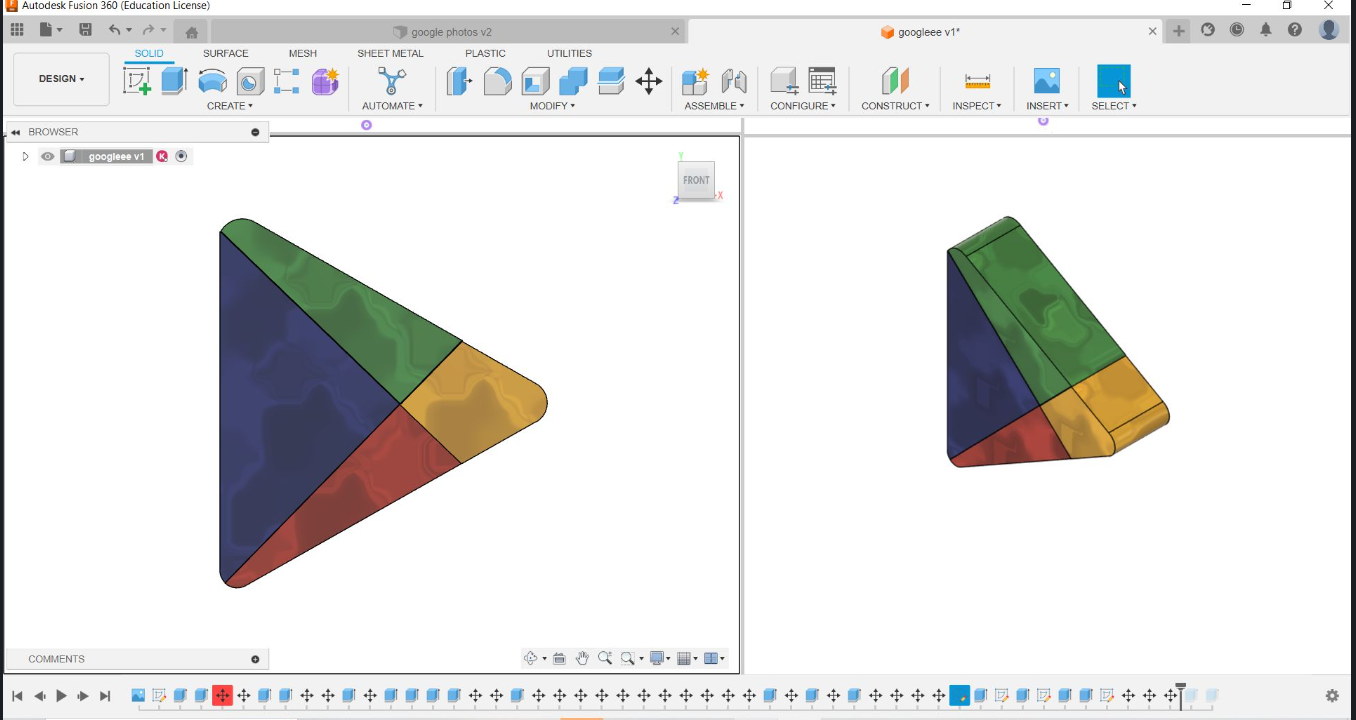 Autodesk Fusion 360 (Education License)
google photos v2
googleee v1*
SOLID SURFACE MESH SHEET METAL PLASTIC UTILITIES
DESIGN
CREATE AUTOMATE MODIFY ASSEMBLE CONFIGURE CONSTRUCT INSPECT INSERT SELECT
BROWSER
googleee v1 K
Y
FRONT
X
Z
COMMENTS